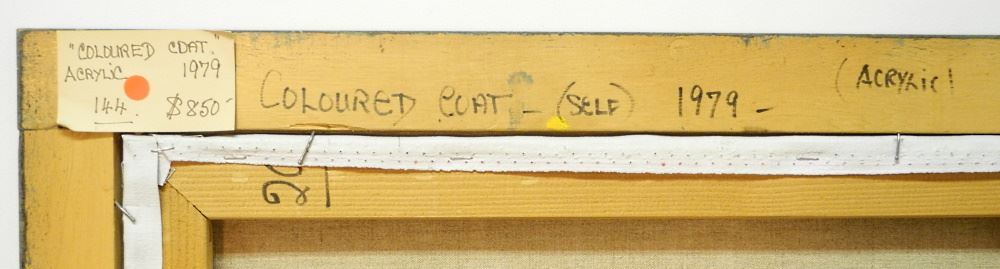 "COLOURED COAT."
ACRYLIC 1979
144. $850-
COLOURED COAT - (SELF) 1979 -
(ACRYLIC)